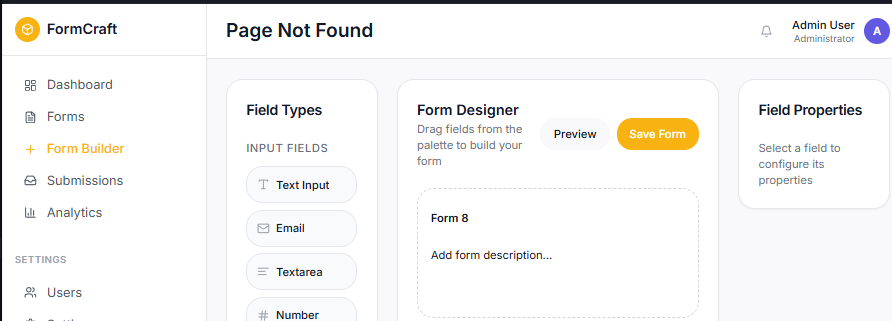 FormCraft
Page Not Found
Admin User
Administrator
A
Dashboard
Forms
Form Builder
Submissions
Analytics
SETTINGS
Users
Field Types
INPUT FIELDS
Text Input
Email
Textarea
Number
Form Designer
Drag fields from the
palette to build your
form
Preview
Save Form
Form 8
Add form description...
Field Properties
Select a field to
configure its
properties